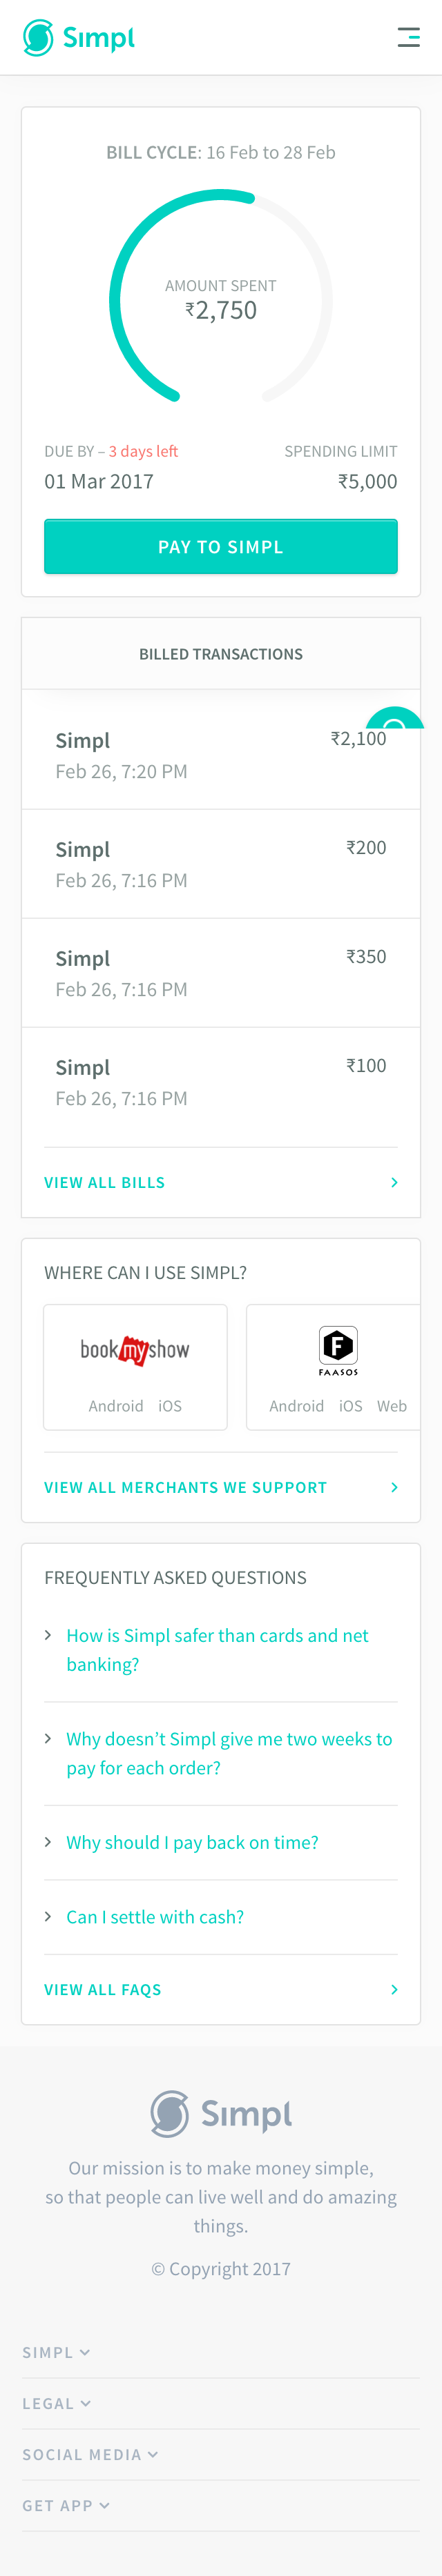 Simpl
BILL CYCLE: 16 Feb to 28 Feb
AMOUNT SPENT
₹2,750
DUE BY – 3 days left
SPENDING LIMIT
01 Mar 2017
₹5,000
PAY TO SIMPL
BILLED TRANSACTIONS
Simpl
₹2,100
Feb 26, 7:20 PM
Simpl
₹200
Feb 26, 7:16 PM
Simpl
₹350
Feb 26, 7:16 PM
Simpl
₹100
Feb 26, 7:16 PM
VIEW ALL BILLS
WHERE CAN I USE SIMPL?
bookmyshow
Android iOS
F
FAASOS
Android iOS Web
VIEW ALL MERCHANTS WE SUPPORT
FREQUENTLY ASKED QUESTIONS
How is Simpl safer than cards and net
banking?
Why doesn’t Simpl give me two weeks to
pay for each order?
Why should I pay back on time?
Can I settle with cash?
VIEW ALL FAQS
Simpl
Our mission is to make money simple,
so that people can live well and do amazing
things.
© Copyright 2017
SIMPL
LEGAL
SOCIAL MEDIA
GET APP